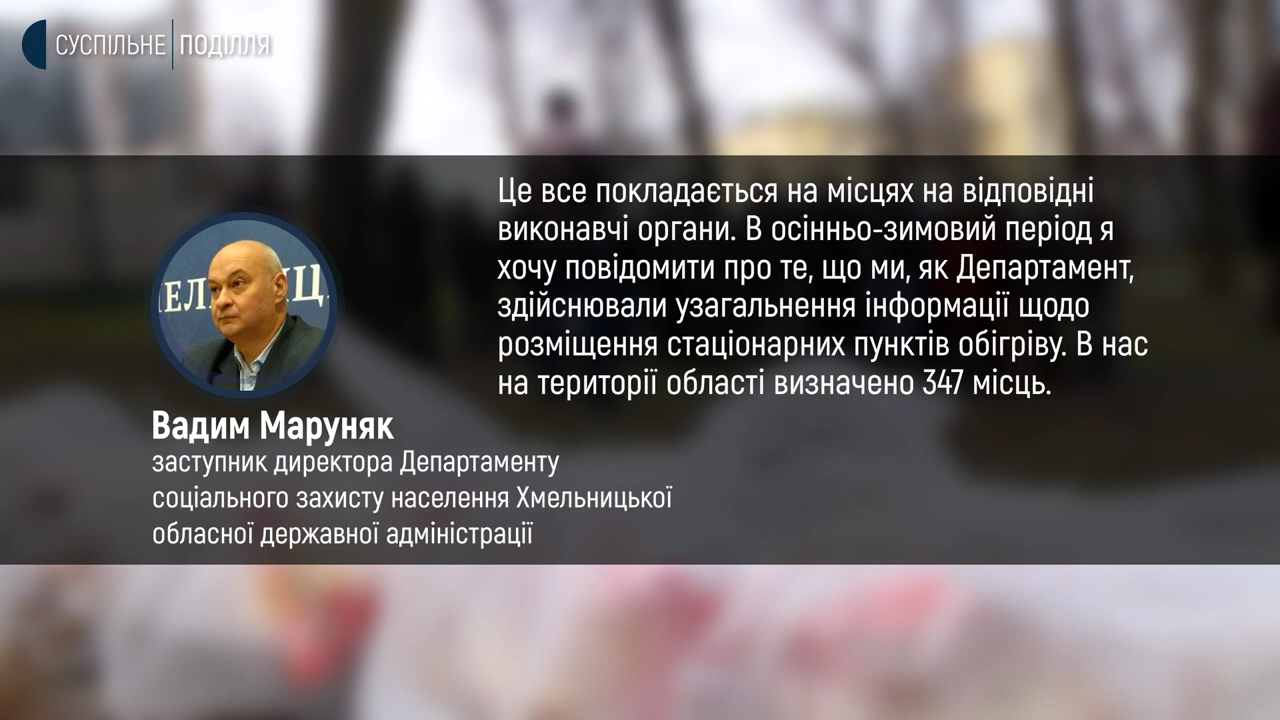 СУСПІЛЬНЕ ПОДІЛЛЯ
Це все покладається на місцях на відповідні
виконавчі органи. В осінньо-зимовий період я
хочу повідомити про те, що ми, як Департамент,
здійснювали узагальнення інформації щодо
розміщення стаціонарних пунктів обігріву. В нас
на території області визначено 347 місць.
Вадим Маруняк
заступник директора Департаменту
соціального захисту населення Хмельницької
обласної державної адміністрації